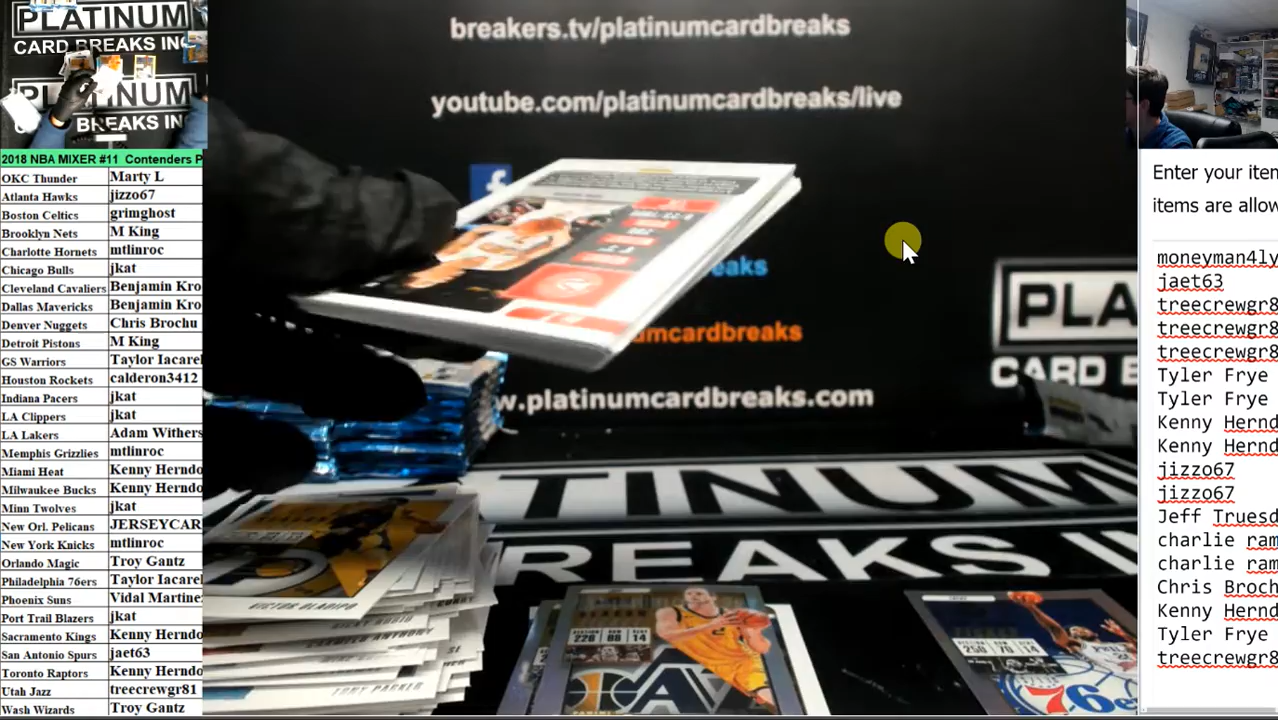 PLATINUM
CARD BREAKS INC
PLATINUM
BREAKS IN
breakers.tv/platinumcardbreaks
youtube.com/platinumcardbreaks/live
f
eaks
umcardbreaks
w.platinumcardbreaks.com
PLA
CARD B
TINUM
REAKS I
VICTOR OLADIPO
TONY PARKER
2018 NBA MIXER #11 Contenders P
OKC Thunder Marty L
Atlanta Hawks jizzo67
Boston Celtics grimghost
Brooklyn Nets M King
Charlotte Hornets mtlinroc
Chicago Bulls jkat
Cleveland Cavaliers Benjamin Kro
Dallas Mavericks Benjamin Kro
Denver Nuggets Chris Brochu
Detroit Pistons M King
GS Warriors Taylor Iacarel
Houston Rockets calderon3412
Indiana Pacers jkat
LA Clippers jkat
LA Lakers Adam Withers
Memphis Grizzlies mtlinroc
Miami Heat Kenny Herndo
Milwaukee Bucks Kenny Herndo
Minn Twolves jkat
New Orl. Pelicans JERSEYCAR
New York Knicks mtlinroc
Orlando Magic Troy Gantz
Philadelphia 76ers Taylor Iacarel
Phoenix Suns Vidal Martine
Port Trail Blazers jkat
Sacramento Kings Kenny Herndo
San Antonio Spurs jaet63
Toronto Raptors Kenny Herndo
Utah Jazz treecrewgr81
Wash Wizards Troy Gantz
Enter your iten
items are allow
moneyman4ly
jaet63
treecrewgr8
treecrewgr8
treecrewgr8
Tyler Frye
Tyler Frye
Kenny Hernd
Kenny Hernd
jizzo67
jizzo67
Jeff Truesd
charlie ram
charlie ram
Chris Broch
Kenny Hernd
Tyler Frye
treecrewgr8